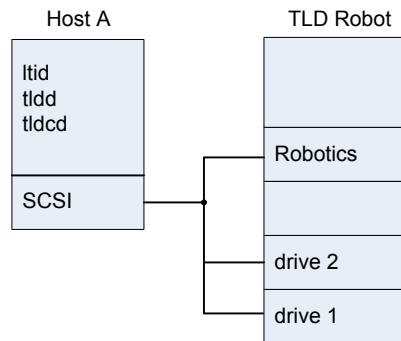 Host A
ltid
tldd
tldcd
SCSI
TLD Robot
Robotics
drive 2
drive 1